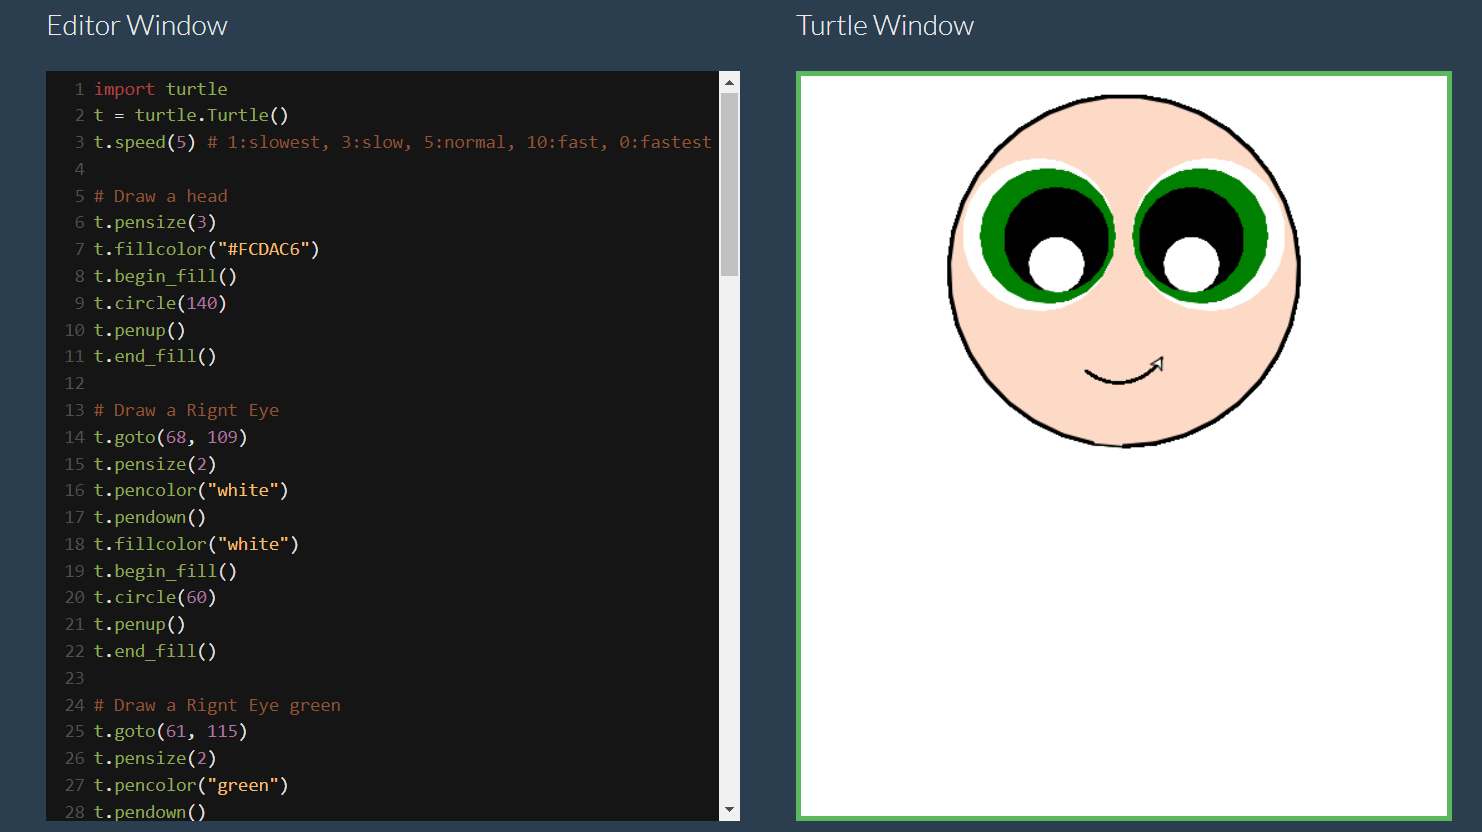 Editor Window
Turtle Window
1 import turtle
2 t = turtle.Turtle()
3 t.speed(5) # 1:slowest, 3:slow, 5:normal, 10:fast, 0:fastest
4
5 # Draw a head
6 t.pensize(3)
7 t.fillcolor("#FCDAC6")
8 t.begin_fill()
9 t.circle(140)
10 t.penup()
11 t.end_fill()
12
13 # Draw a Rignt Eye
14 t.goto(68, 109)
15 t.pensize(2)
16 t.pencolor("white")
17 t.pendown()
18 t.fillcolor("white")
19 t.begin_fill()
20 t.circle(60)
21 t.penup()
22 t.end_fill()
23
24 # Draw a Rignt Eye green
25 t.goto(61, 115)
26 t.pensize(2)
27 t.pencolor("green")
28 t.pendown()